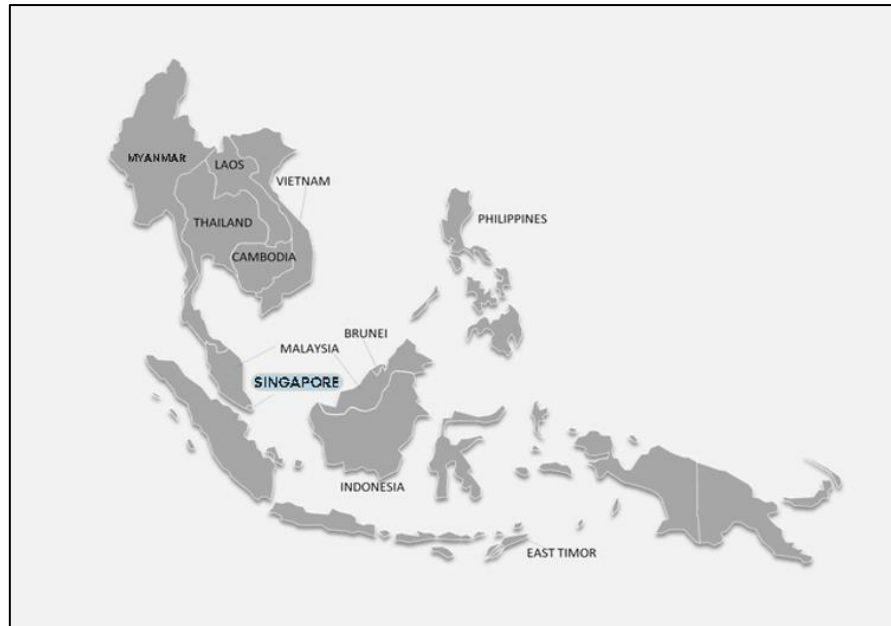 MYANMAR
LAOS
VIETNAM
THAILAND
PHILIPPINES
CAMBODIA
BRUNEI
MALAYSIA
SINGAPORE
INDONESIA
EAST TIMOR